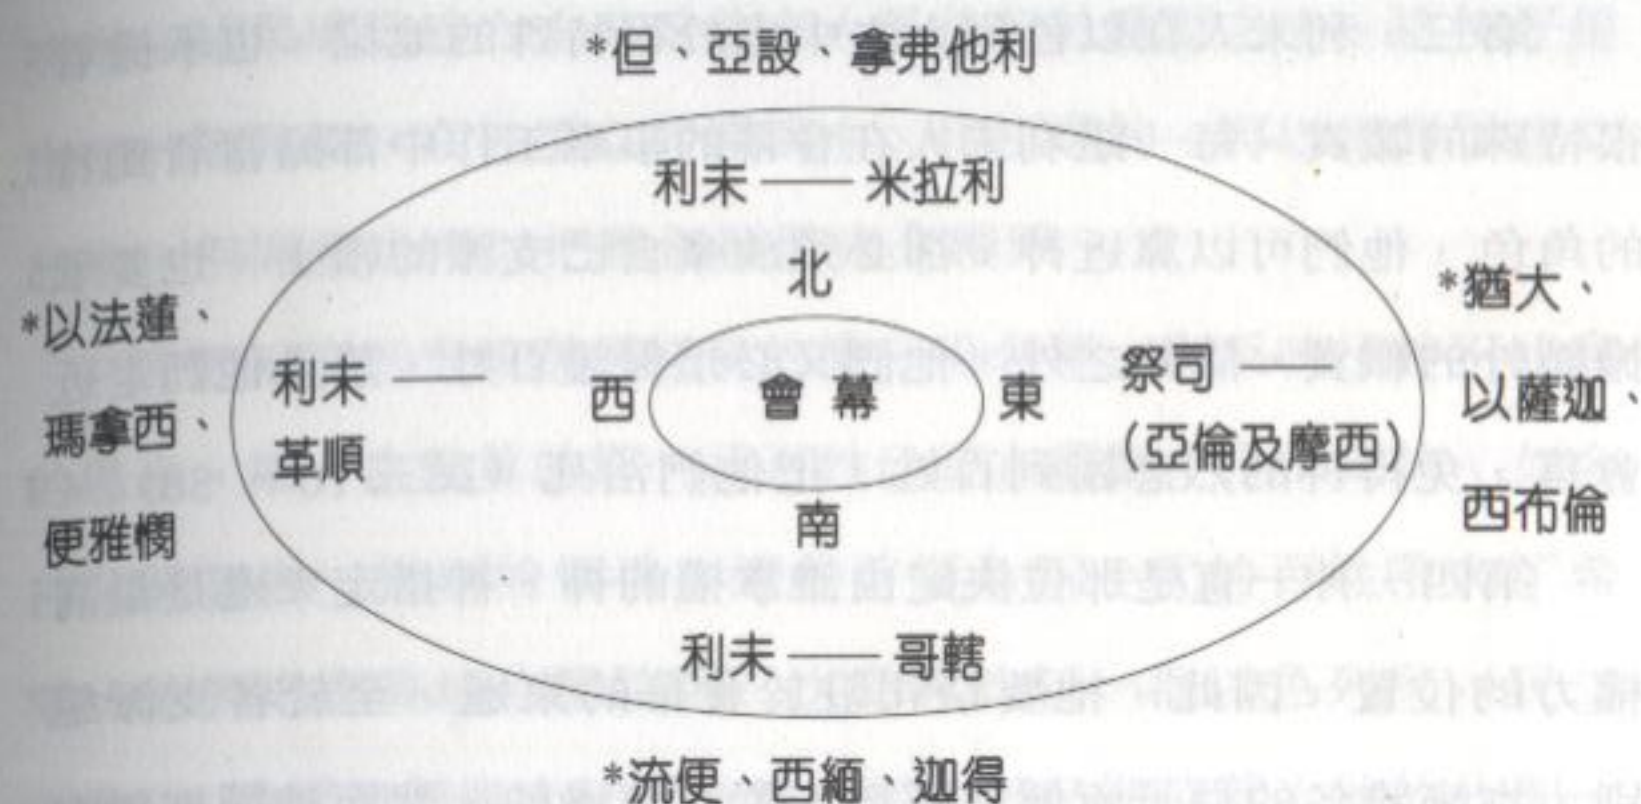 *但、亞設、拿弗他利
利未——米拉利
北
*以法蓮、
瑪拿西、
便雅憫
利未——
革順
西
會幕
東
祭司——
(亞倫及摩西)
*猶大、
以薩迦、
西布倫
南
利未——哥轄
*流便、西緬、迦得